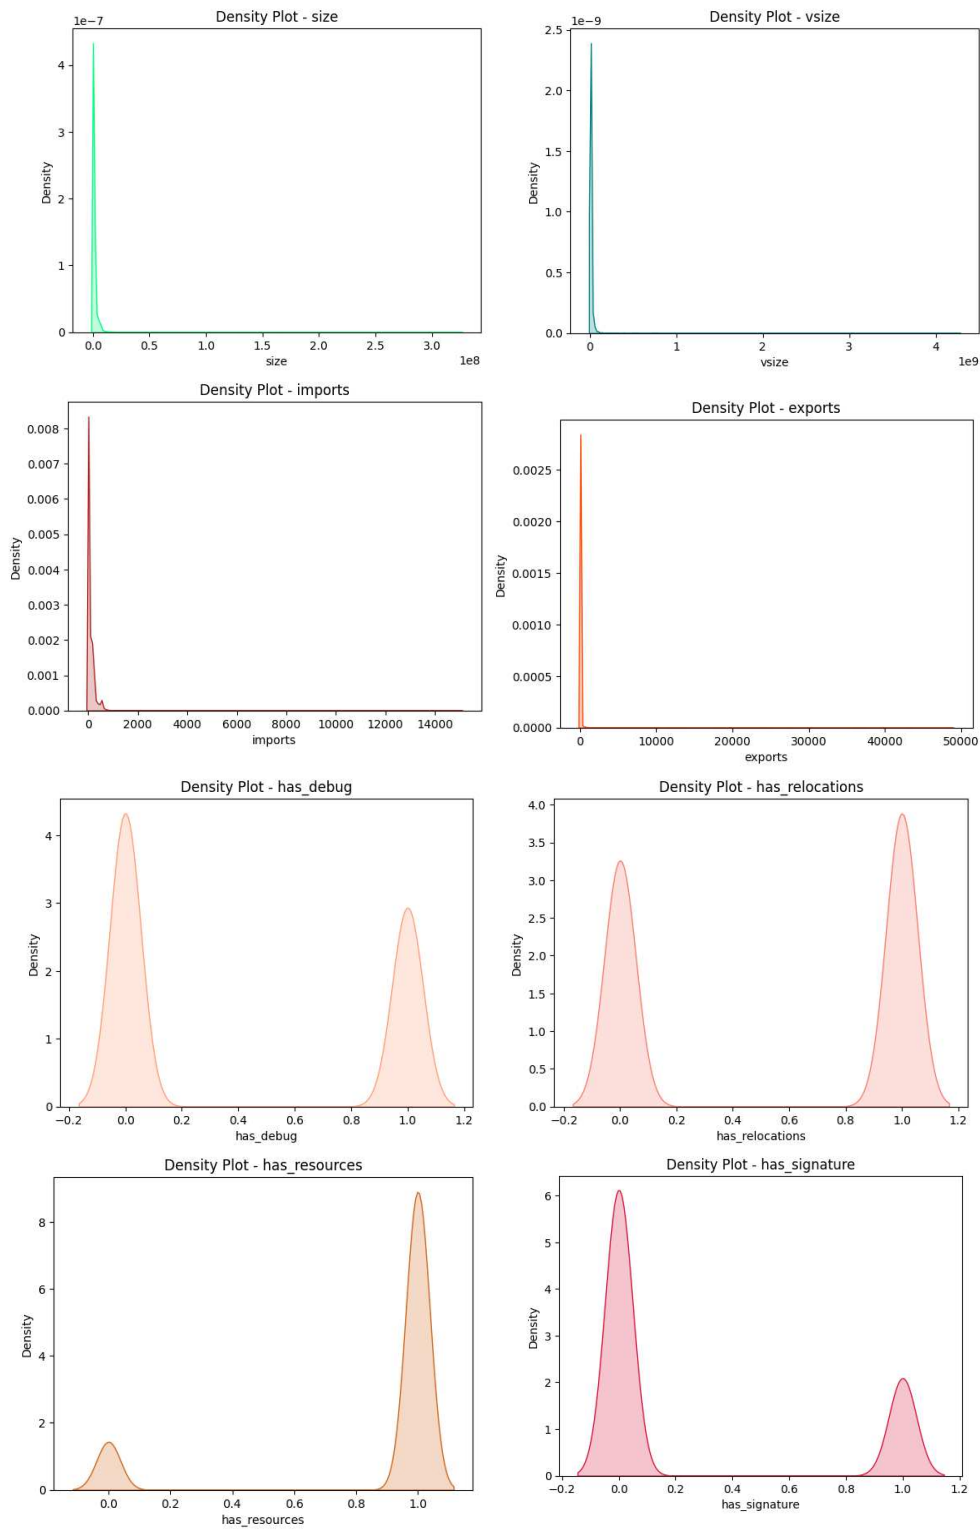 Density Plot - size
1e−7
4
3
2
1
0
Density
0.0 0.5 1.0 1.5 2.0 2.5 3.0
size
1e8
Density Plot - vsize
1e−9
2.5
2.0
1.5
1.0
0.5
0.0
Density
0 1 2 3 4
vsize
1e9
Density Plot - imports
0.008
0.007
0.006
0.005
0.004
0.003
0.002
0.001
0.000
Density
0 2000 4000 6000 8000 10000 12000 14000
imports
Density Plot - exports
0.0025
0.0020
0.0015
0.0010
0.0005
0.0000
Density
0 10000 20000 30000 40000 50000
exports
Density Plot - has_debug
4
3
2
1
0
Density
−0.2 0.0 0.2 0.4 0.6 0.8 1.0 1.2
has_debug
Density Plot - has_relocations
4.0
3.5
3.0
2.5
2.0
1.5
1.0
0.5
0.0
Density
−0.2 0.0 0.2 0.4 0.6 0.8 1.0 1.2
has_relocations
Density Plot - has_resources
8
6
4
2
0
Density
0.0 0.2 0.4 0.6 0.8 1.0
has_resources
Density Plot - has_signature
6
5
4
3
2
1
0
Density
−0.2 0.0 0.2 0.4 0.6 0.8 1.0 1.2
has_signature